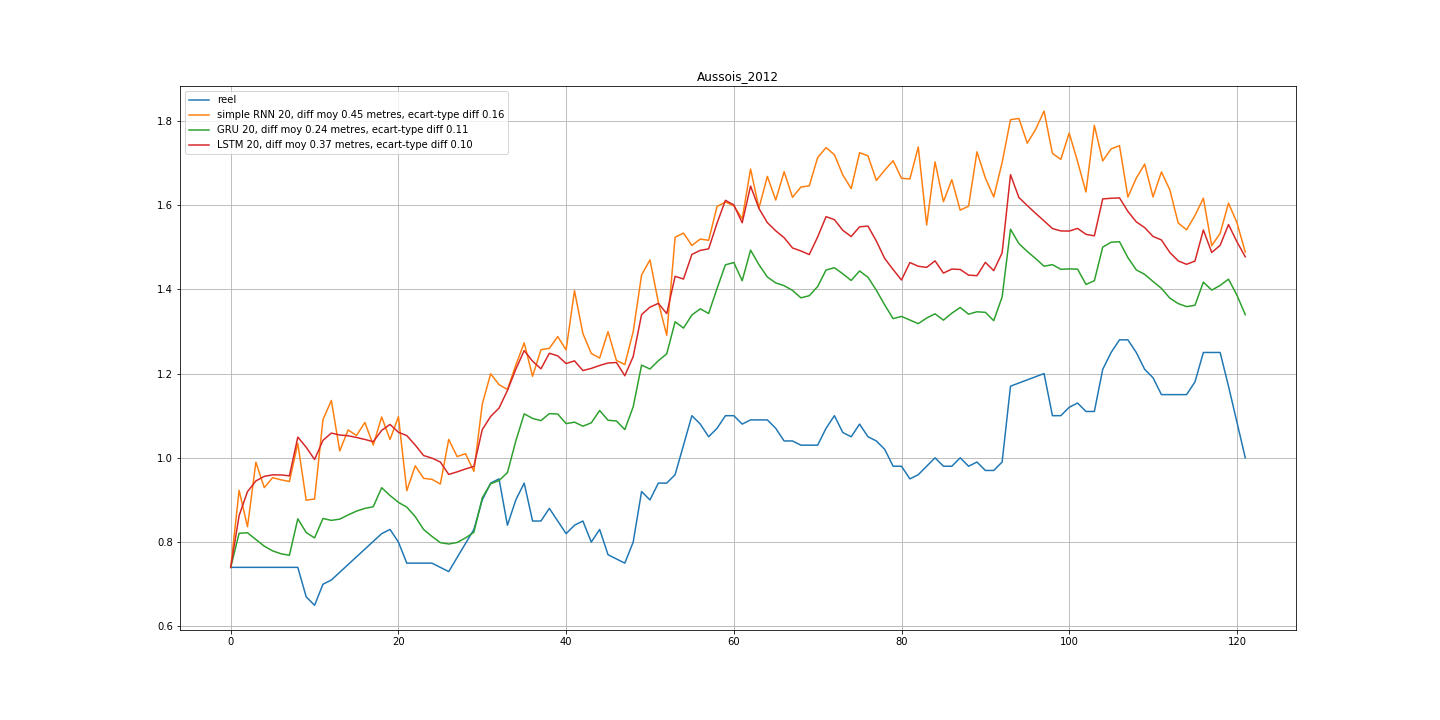 Aussois_2012
reel
simple RNN 20, diff moy 0.45 metres, ecart-type diff 0.16
GRU 20, diff moy 0.24 metres, ecart-type diff 0.11
LSTM 20, diff moy 0.37 metres, ecart-type diff 0.10
1.8
1.6
1.4
1.2
1.0
0.8
0.6
0 20 40 60 80 100 120